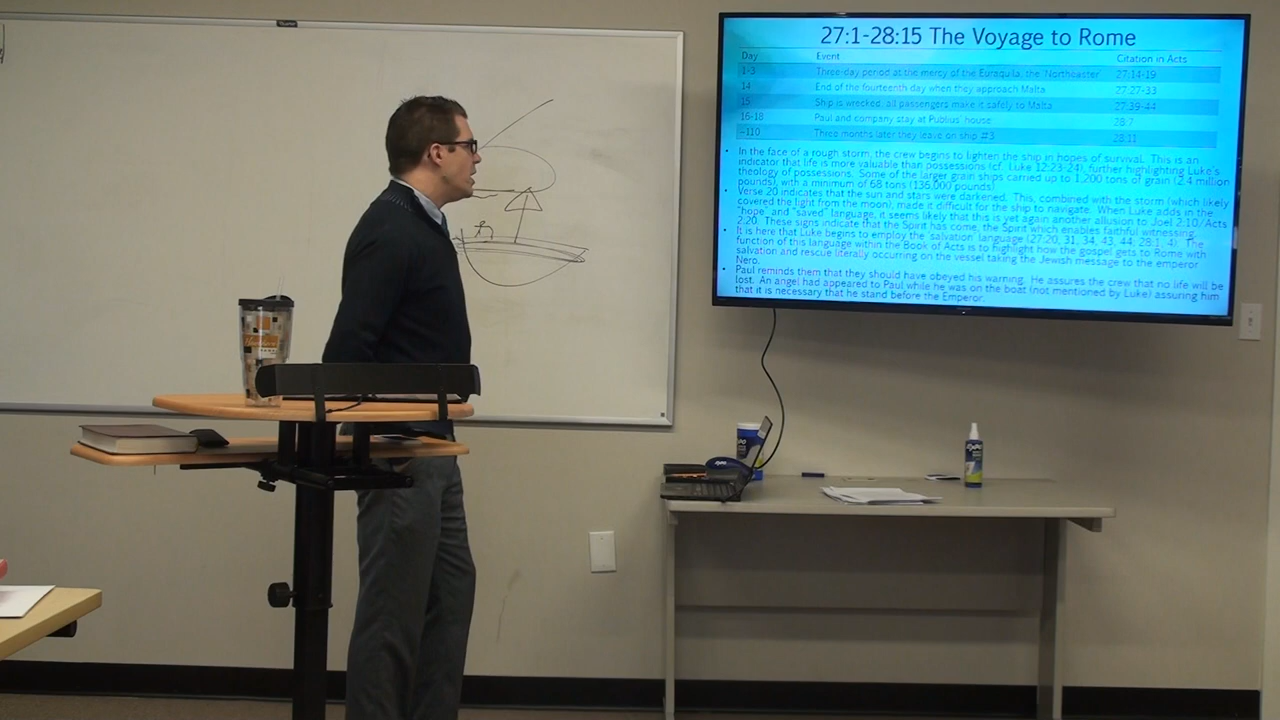 27:1-28:15 The Voyage to Rome
Day Event Citation in Acts
1-3 Three-day period at the mercy of the Euraquila, the 'Northeaster' 27:14-19
14 End of the fourteenth day when they approach Malta 27:27-33
15 Ship is wrecked, all passengers make it safely to Malta 27:39-44
16-18 Paul and company stay at Publius' house 28:7
~110 Three months later they leave on ship #3 28:11
• In the face of a rough storm, the crew begins to lighten the ship in hopes of survival. This is an
indicator that life is more valuable than possessions (cf. Luke 12:23-24), further highlighting Luke's
theology of possessions. Some of the larger grain ships carried up to 1,200 tons of grain (2.4 million
pounds), with a minimum of 68 tons (136,000 pounds)
• Verse 20 indicates that the sun and stars were darkened. This, combined with the storm (which likely
covered the light from the moon), made it difficult for the ship to navigate. When Luke adds in the
"hope" and "saved" language, it seems likely that this is yet again another allusion to Joel 2:10/Acts
2:20. These signs indicate that the Spirit has come, the Spirit which enables faithful witnessing.
• It is here that Luke begins to employ the 'salvation' language (27:20, 31, 34, 43, 44; 28:1, 4). The
function of this language within the Book of Acts is to highlight how the gospel gets to Rome with
salvation and rescue literally occurring on the vessel taking the Jewish message to the emperor
Nero.
• Paul reminds them that they should have obeyed his warning. He assures the crew that no life will be
lost. An angel had appeared to Paul while he was on the boat (not mentioned by Luke) assuring him
that it is necessary that he stand before the Emperor.